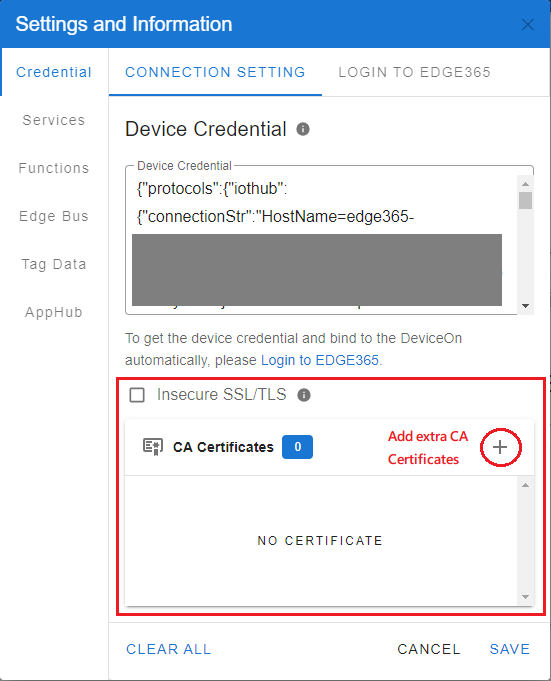 Settings and Information
Credential
CONNECTION SETTING
LOGIN TO EDGE365
Services
Functions
Edge Bus
Tag Data
AppHub
Device Credential
Device Credential
{"protocols":{"iothub":
{"connectionStr":"HostName=edge365-
To get the device credential and bind to the DeviceOn
automatically, please Login to EDGE365.
Insecure SSL/TLS
CA Certificates
0
Add extra CA
Certificates
NO CERTIFICATE
CLEAR ALL
CANCEL
SAVE